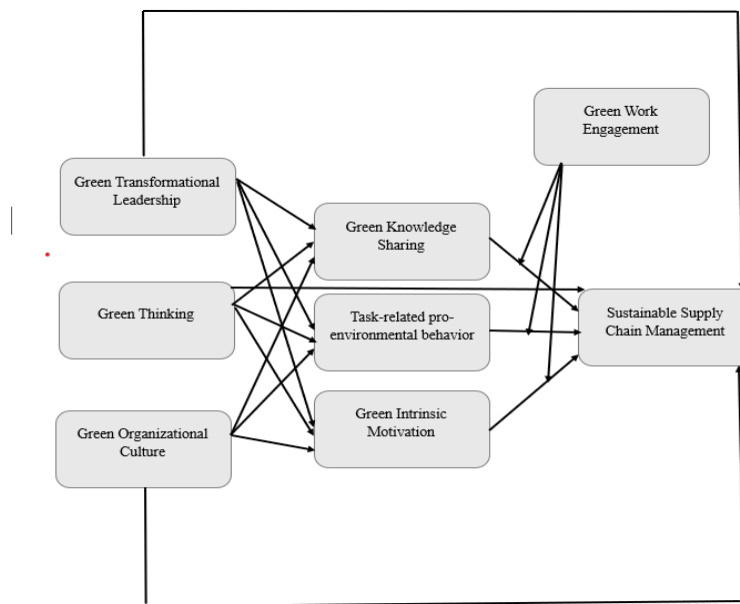 Green Work
Engagement
Green Transformational
Leadership
Green Knowledge
Sharing
Green Thinking
Task-related pro-
environmental behavior
Sustainable Supply
Chain Management
Green Intrinsic
Motivation
Green Organizational
Culture